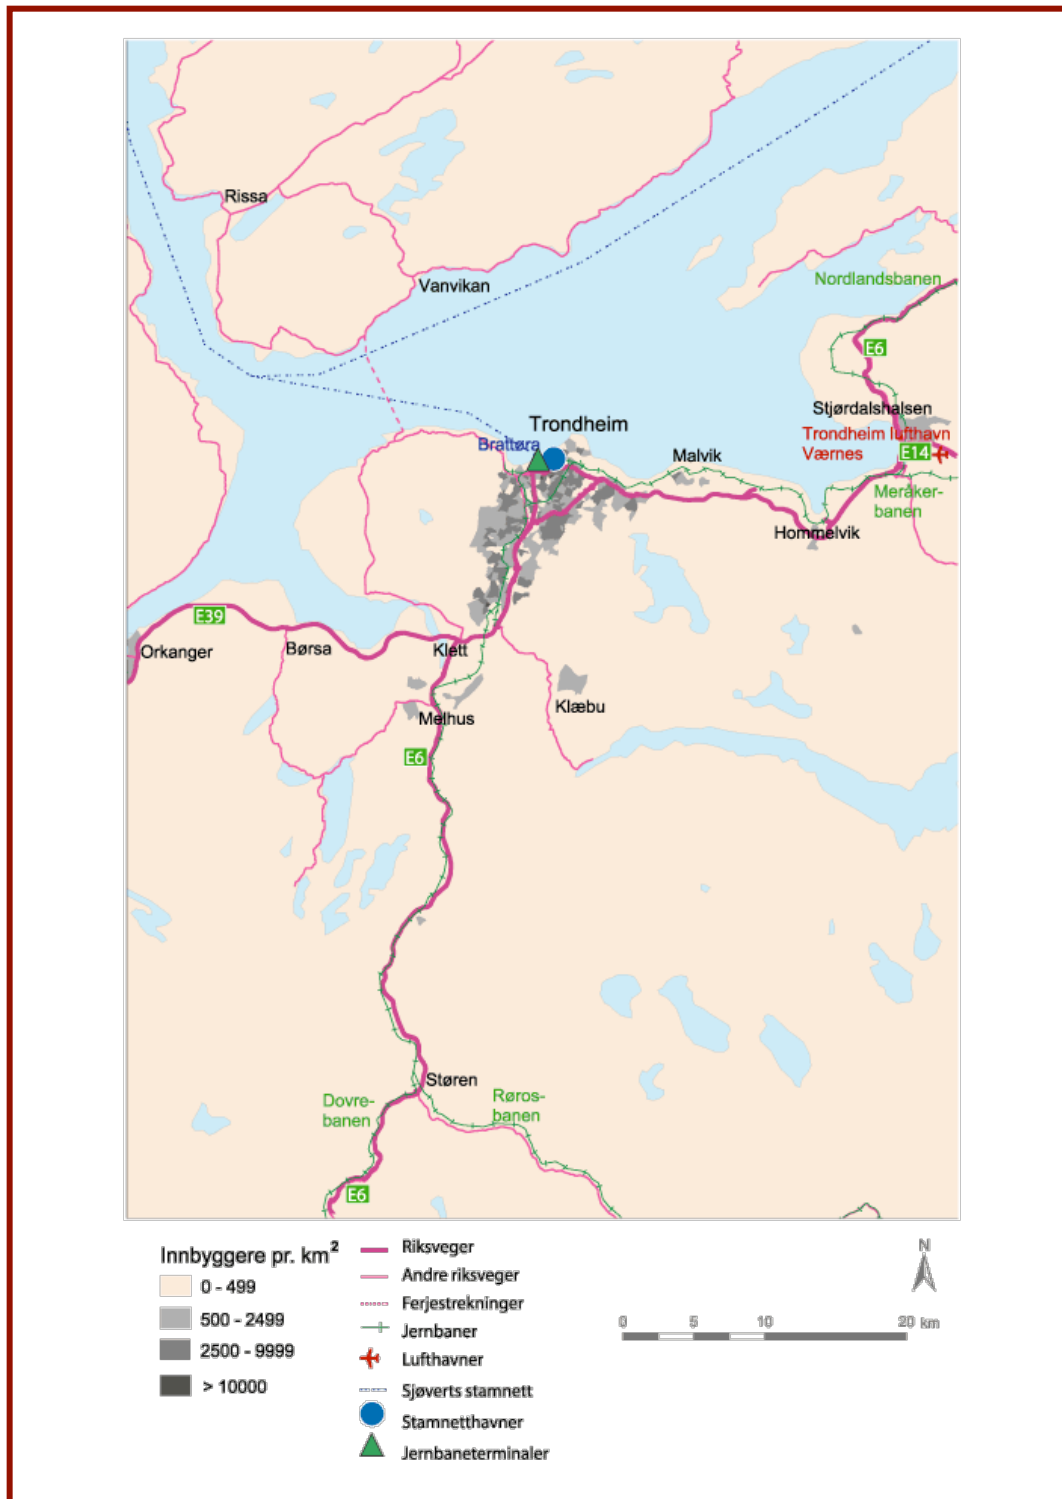 Rissa
Vanvikan
Nordlandsbanen
E6
Stjørdalshalsen
Trondheim
Trondheim lufthavn
Værnes
Brattøra
E14
Malvik
Meråker-
banen
Hommelvik
E39
Orkanger
Børsa
Klett
Klæbu
Melhus
E6
Støren
Dovre-
banen
Røros-
banen
E6
Innbyggere pr. km²
0 - 499
500 - 2499
2500 - 9999
> 10000
Riksveger
Andre riksveger
Ferjestrekninger
Jernbaner
Lufthavner
Sjøverts stamnett
Stamnetthavner
Jernbaneterminaler
N
0 5 10 20 km